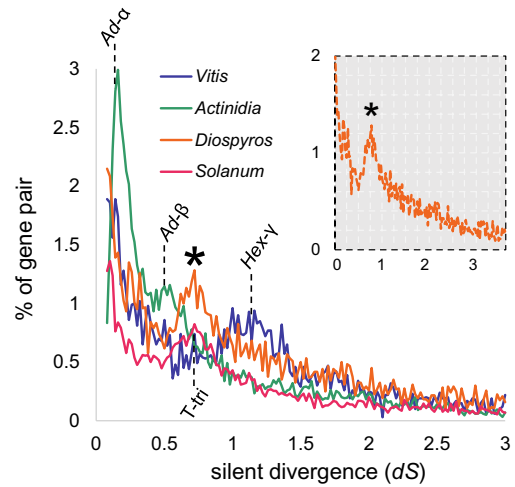 Ad-α
3
2.5
2
1.5
1
0.5
0
% of gene pair
Vitis
Actinidia
Diospyros
Solanum
Ad-β
*
Hex-γ
T-tri
0 0.5 1 1.5 2 2.5 3
silent divergence (dS)
2
1
0
*
0 1 2 3